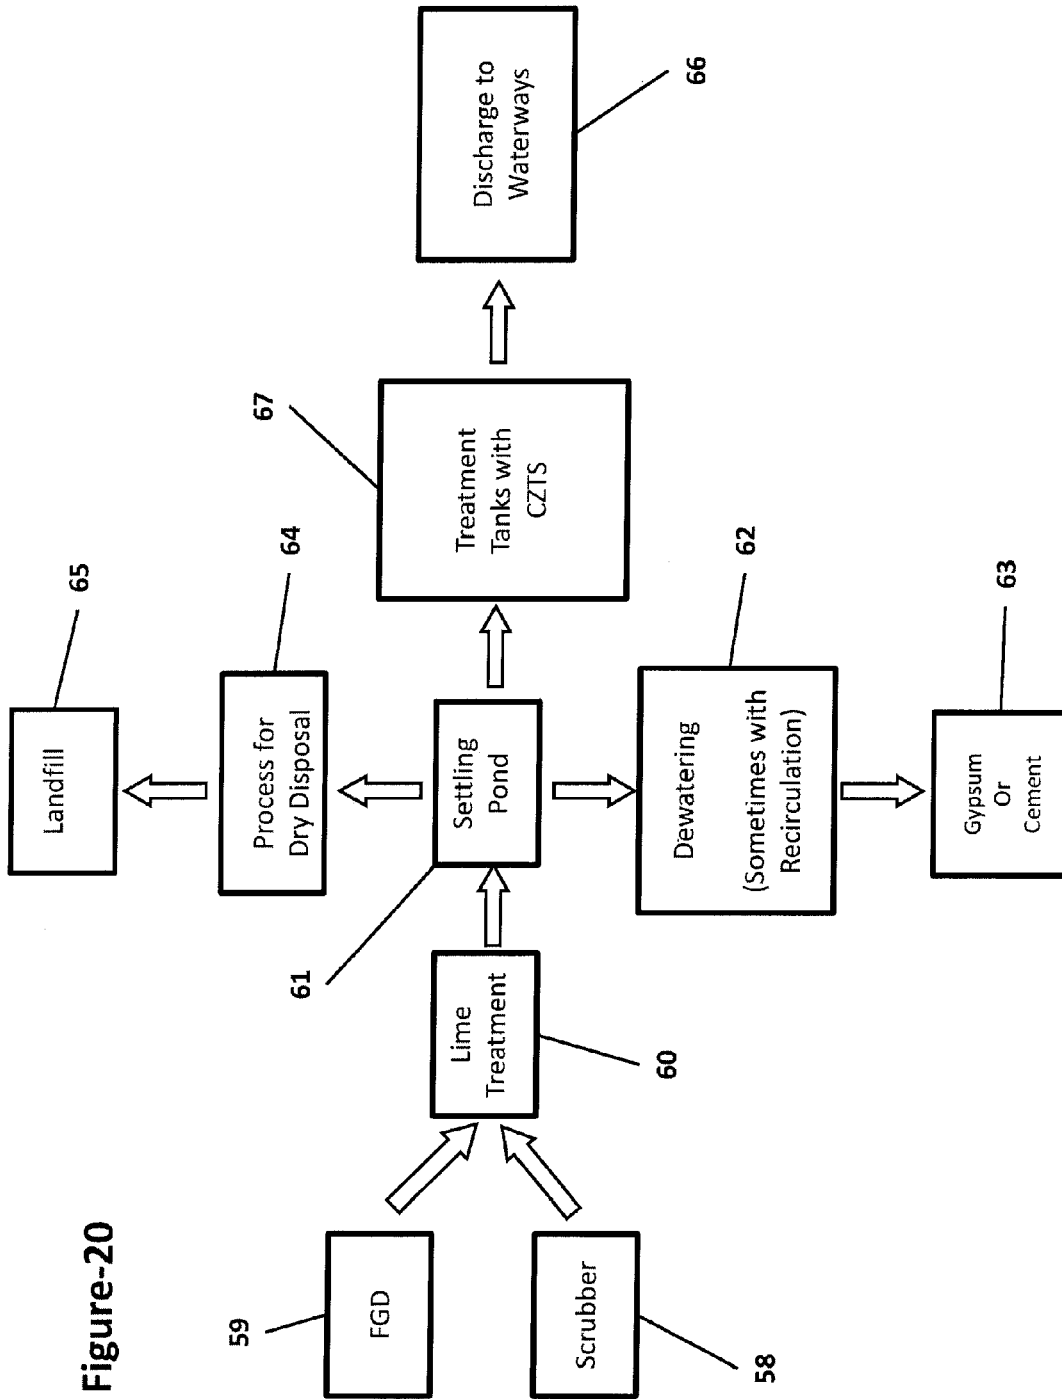 Figure-20
59
FGD
Scrubber
58
Lime
Treatment
60
61
Settling
Pond
Process for
Dry Disposal
64
Landfill
65
Dewatering
(Sometimes with
Recirculation)
62
Gypsum
Or
Cement
63
Treatment
Tanks with
CZTS
67
Discharge to
Waterways
66